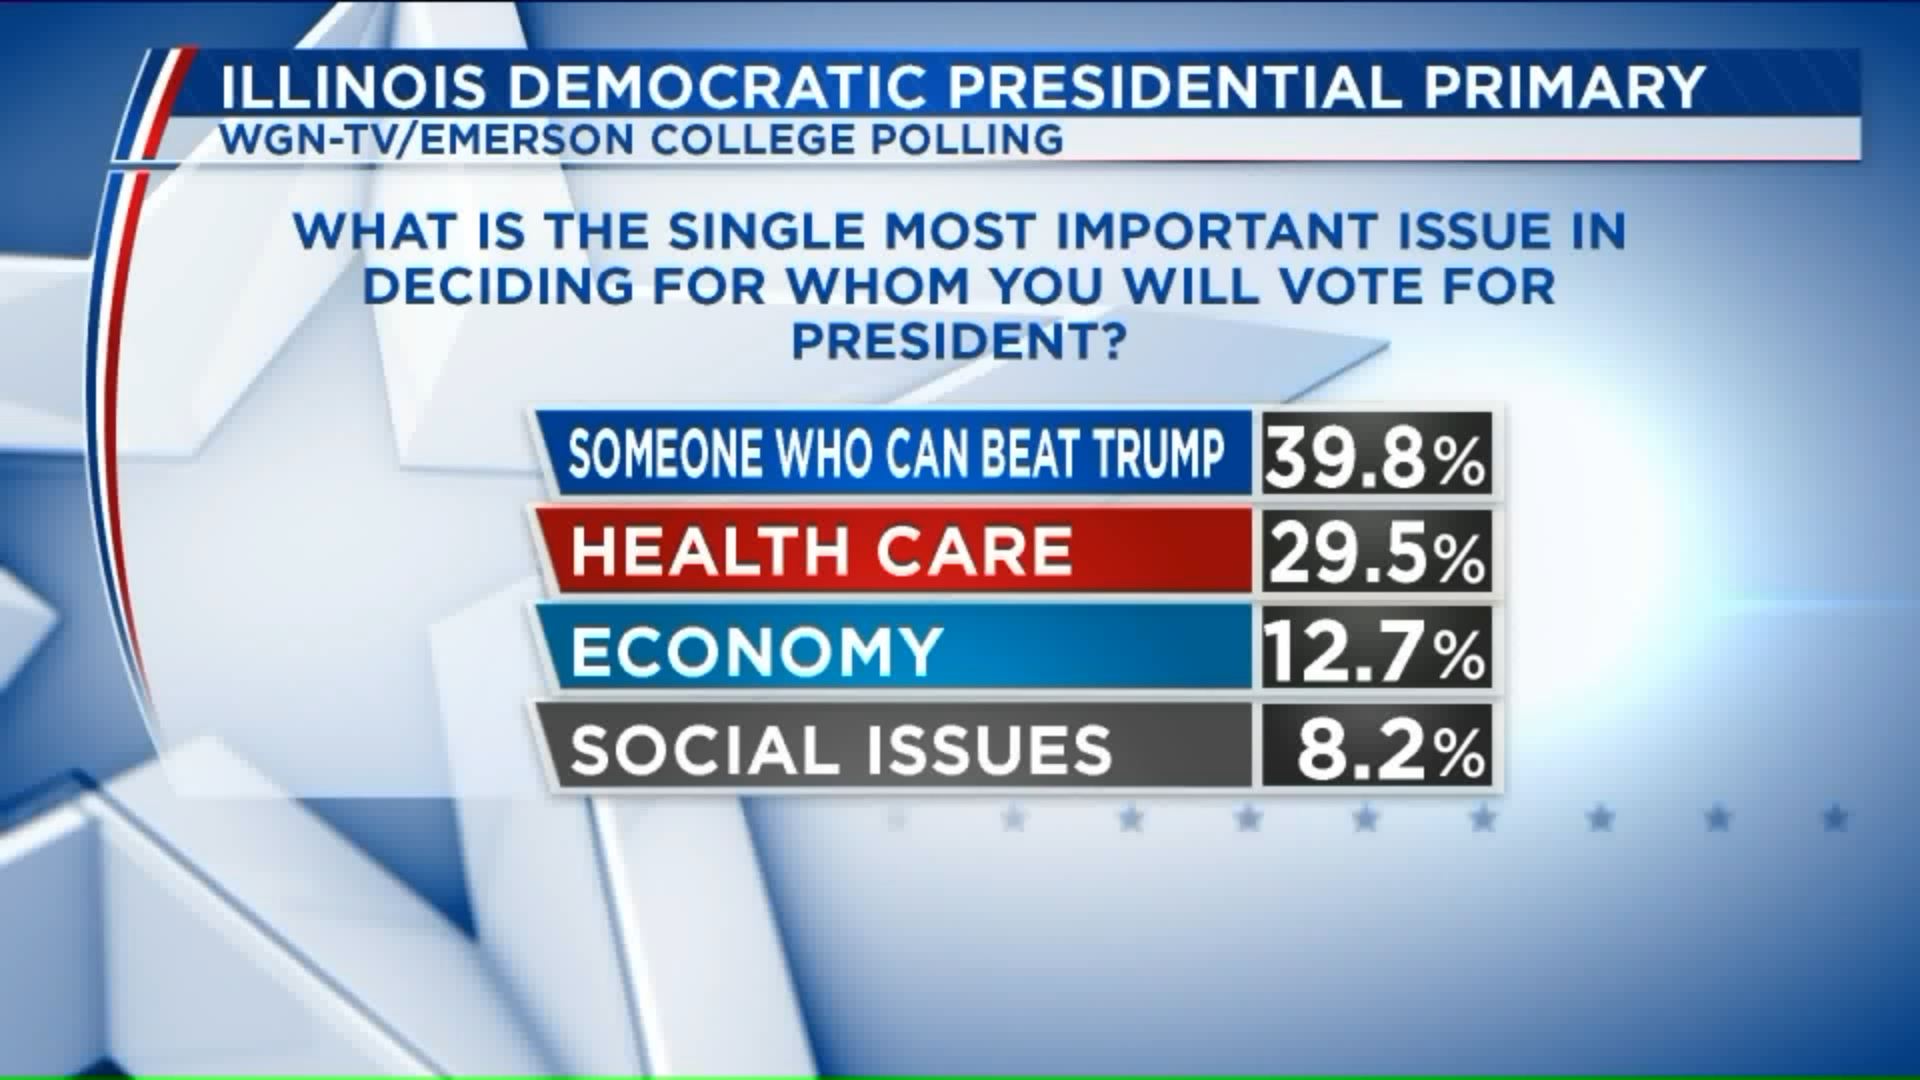 ILLINOIS DEMOCRATIC PRESIDENTIAL PRIMARY
WGN-TV/EMERSON COLLEGE POLLING
WHAT IS THE SINGLE MOST IMPORTANT ISSUE IN
DECIDING FOR WHOM YOU WILL VOTE FOR
PRESIDENT?
SOMEONE WHO CAN BEAT TRUMP 39.8%
HEALTH CARE 29.5%
ECONOMY 12.7%
SOCIAL ISSUES 8.2%